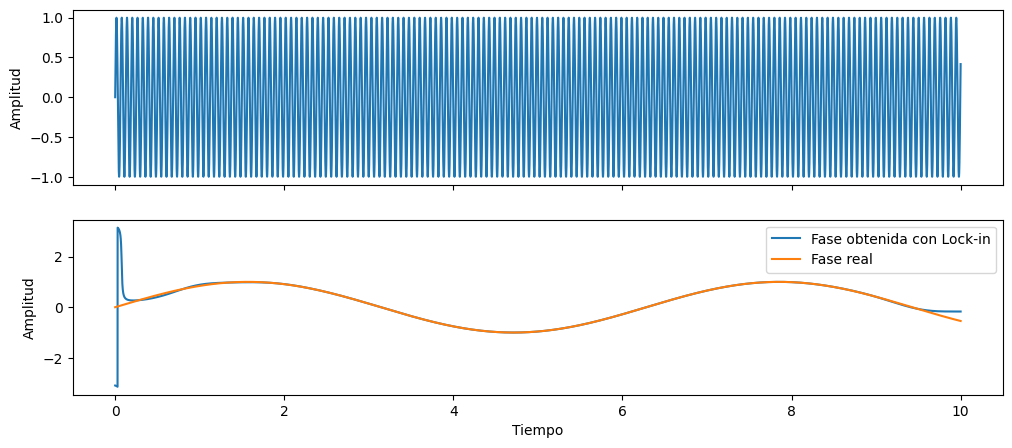 1.0
0.5
0.0
−0.5
−1.0
Amplitud
2
0
−2
Amplitud
Fase obtenida con Lock-in
Fase real
0 2 4 6 8 10
Tiempo